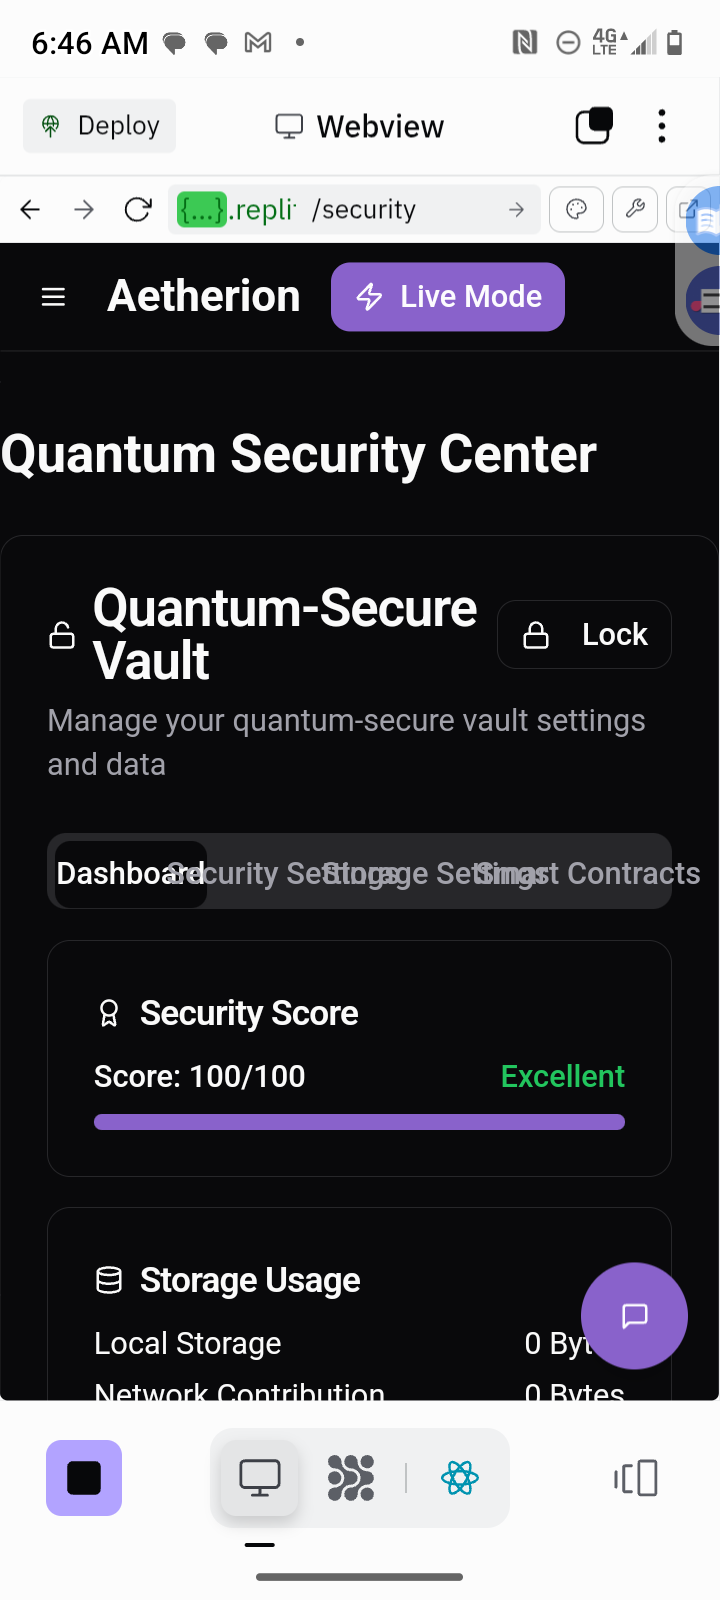 6:46 AM
4G
LTE
Deploy
Webview
{...}.replit
/security
Aetherion
Live Mode
Quantum Security Center
Quantum-Secure
Vault
Lock
Manage your quantum-secure vault settings
and data
Dashboard
Security Settings
Storage Settings
Smart Contracts
Security Score
Score: 100/100
Excellent
Storage Usage
Local Storage
0 Byt
Network Contribution
0 Bytes